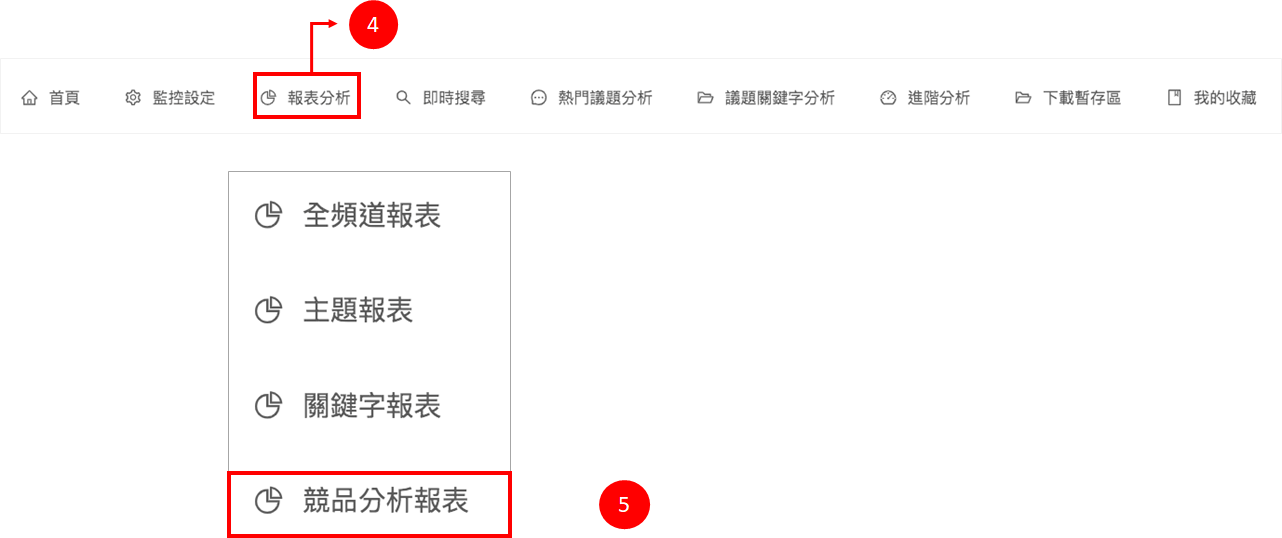 4
首頁 監控設定 報表分析 即時搜尋 熱門議題分析 議題關鍵字分析 進階分析 下載暫存區 我的收藏
全頻道報表
主題報表
關鍵字報表
競品分析報表
5